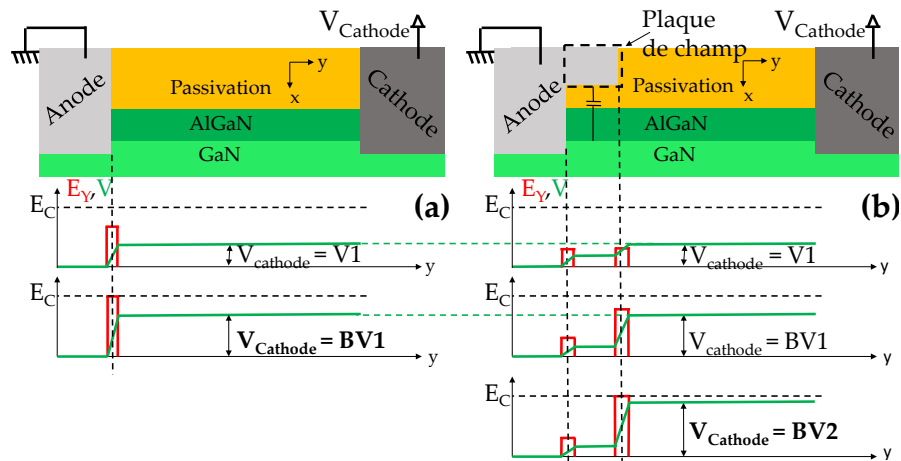 (a)
V_Cathode
Anode
Passivation
y
x
Cathode
AlGaN
GaN
E_Y, V
E_C
V_cathode = V1
y
E_C
V_Cathode = BV1
y
(b)
Plaque
de champ
V_Cathode
Anode
Passivation
y
x
Cathode
AlGaN
GaN
E_Y, V
E_C
V_cathode = V1
y
E_C
V_cathode = BV1
y
E_C
V_Cathode = BV2
y